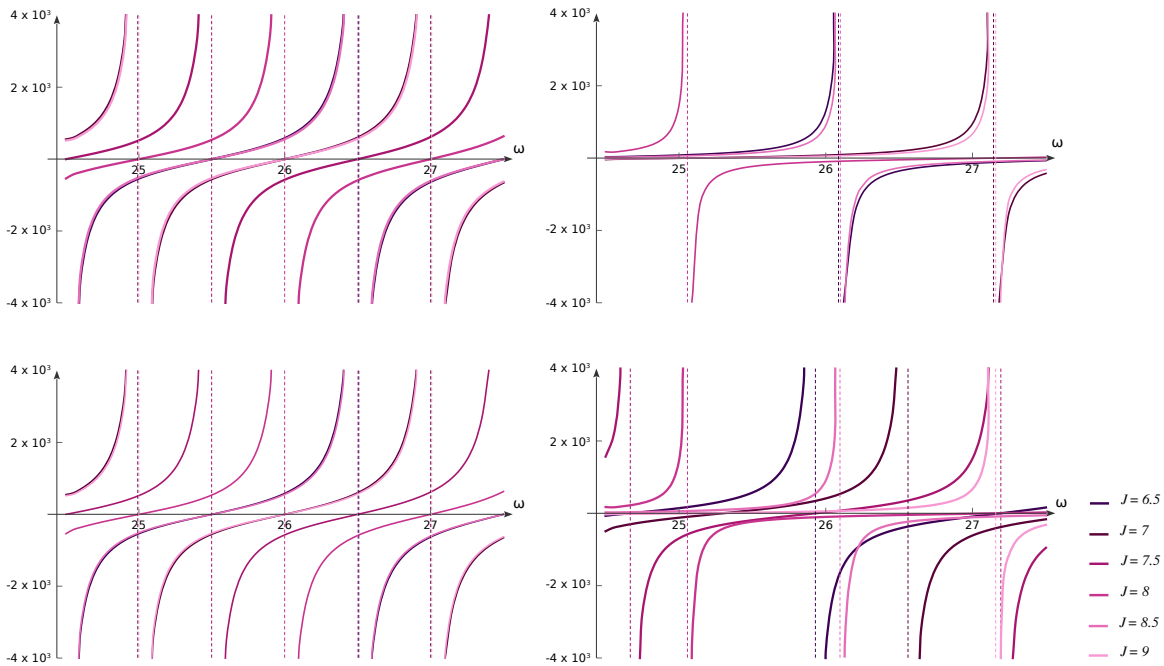 4 x 10³
2 x 10³
-2 x 10³
-4 x 10³
25
26
27
ω
4 x 10³
2 x 10³
-2 x 10³
-4 x 10³
25
26
27
ω
4 x 10³
2 x 10³
-2 x 10³
-4 x 10³
25
26
27
ω
4 x 10³
2 x 10³
-2 x 10³
-4 x 10³
25
26
27
ω
J = 6.5
J = 7
J = 7.5
J = 8
J = 8.5
J = 9